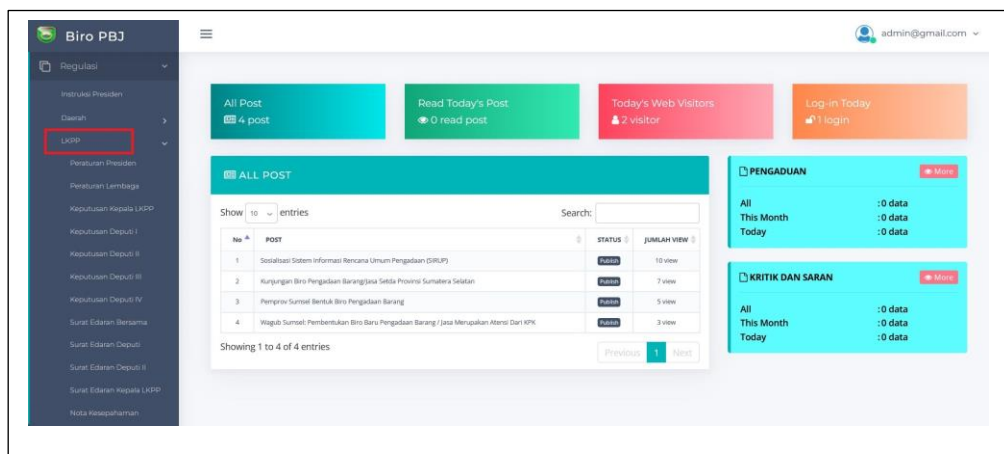 Biro PBJ
admin@gmail.com
Regulasi
Instruksi Presiden
Daerah
LKPP
Peraturan Presiden
Peraturan Lembaga
Keputusan Kepala LKPP
Keputusan Deputi I
Keputusan Deputi II
Keputusan Deputi III
Keputusan Deputi IV
Surat Edaran Bersama
Surat Edaran Deputi
Surat Edaran Deputi II
Surat Edaran Kepala LKPP
Nota Kesepahaman
All Post
4 post
Read Today's Post
0 read post
Today's Web Visitors
2 visitor
Log-in Today
1 login
ALL POST
Show 10 entries Search:
No POST STATUS JUMLAH VIEW
1 Sosialisasi Sistem Informasi Rencana Umum Pengadaan (SIRUP) Publish 10 view
2 Kunjungan Biro Pengadaan Barang/Jasa Setda Provinsi Sumatera Selatan Publish 7 view
3 Pemprov Sumsel Bentuk Biro Pengadaan Barang Publish 5 view
4 Wagub Sumsel: Pembentukan Biro Baru Pengadaan Barang / Jasa Merupakan Atensi Dari KPK Publish 3 view
Showing 1 to 4 of 4 entries
Previous 1 Next
PENGADUAN More
All :0 data
This Month :0 data
Today :0 data
KRITIK DAN SARAN More
All :0 data
This Month :0 data
Today :0 data